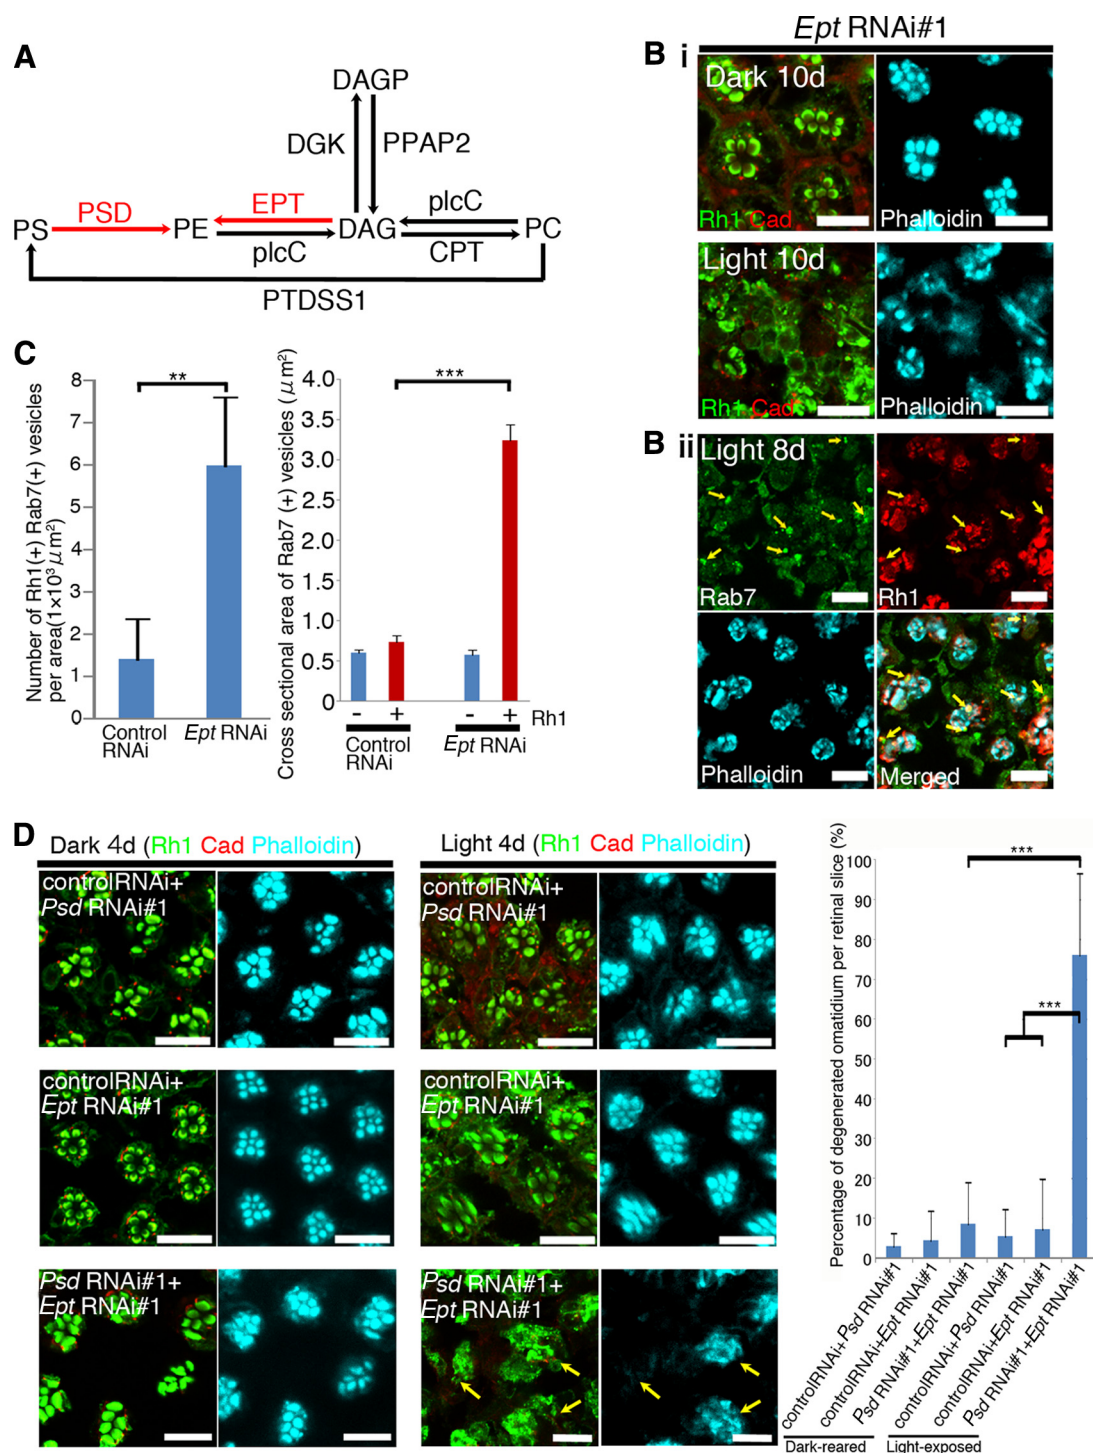 A
DAGP
DGK
PPAP2
PSD
EPT
plcC
PS
PE
DAG
PC
plcC
CPT
PTDSS1
Ept RNAi#1
B i
Dark 10d
Rh1 Cad
Phalloidin
Light 10d
Rh1 Cad
Phalloidin
B ii
Light 8d
Rab7
Rh1
Phalloidin
Merged
C
Number of Rh1(+) Rab7(+) vesicles
per area(1×10³μm²)
8
7
6
5
4
3
2
1
0
**
Control
RNAi
Ept RNAi
Cross sectional area of Rab7 (+) vesicles (μm²)
4.0
3.5
3.0
2.5
2.0
1.5
1.0
0.5
0
***
- + - + Rh1
Control
RNAi
Ept RNAi
D
Dark 4d (Rh1 Cad Phalloidin)
controlRNAi+
Psd RNAi#1
controlRNAi+
Ept RNAi#1
Psd RNAi#1+
Ept RNAi#1
Light 4d (Rh1 Cad Phalloidin)
controlRNAi+
Psd RNAi#1
controlRNAi+
Ept RNAi#1
Psd RNAi#1+
Ept RNAi#1
Percentage of degenerated omatidium per retinal slice (%)
100
90
80
70
60
50
40
30
20
10
0
***
***
controlRNAi+Psd RNAi#1
controlRNAi+Ept RNAi#1
Psd RNAi#1+Ept RNAi#1
controlRNAi+Psd RNAi#1
controlRNAi+Ept RNAi#1
Psd RNAi#1+Ept RNAi#1
Dark-reared
Light-exposed